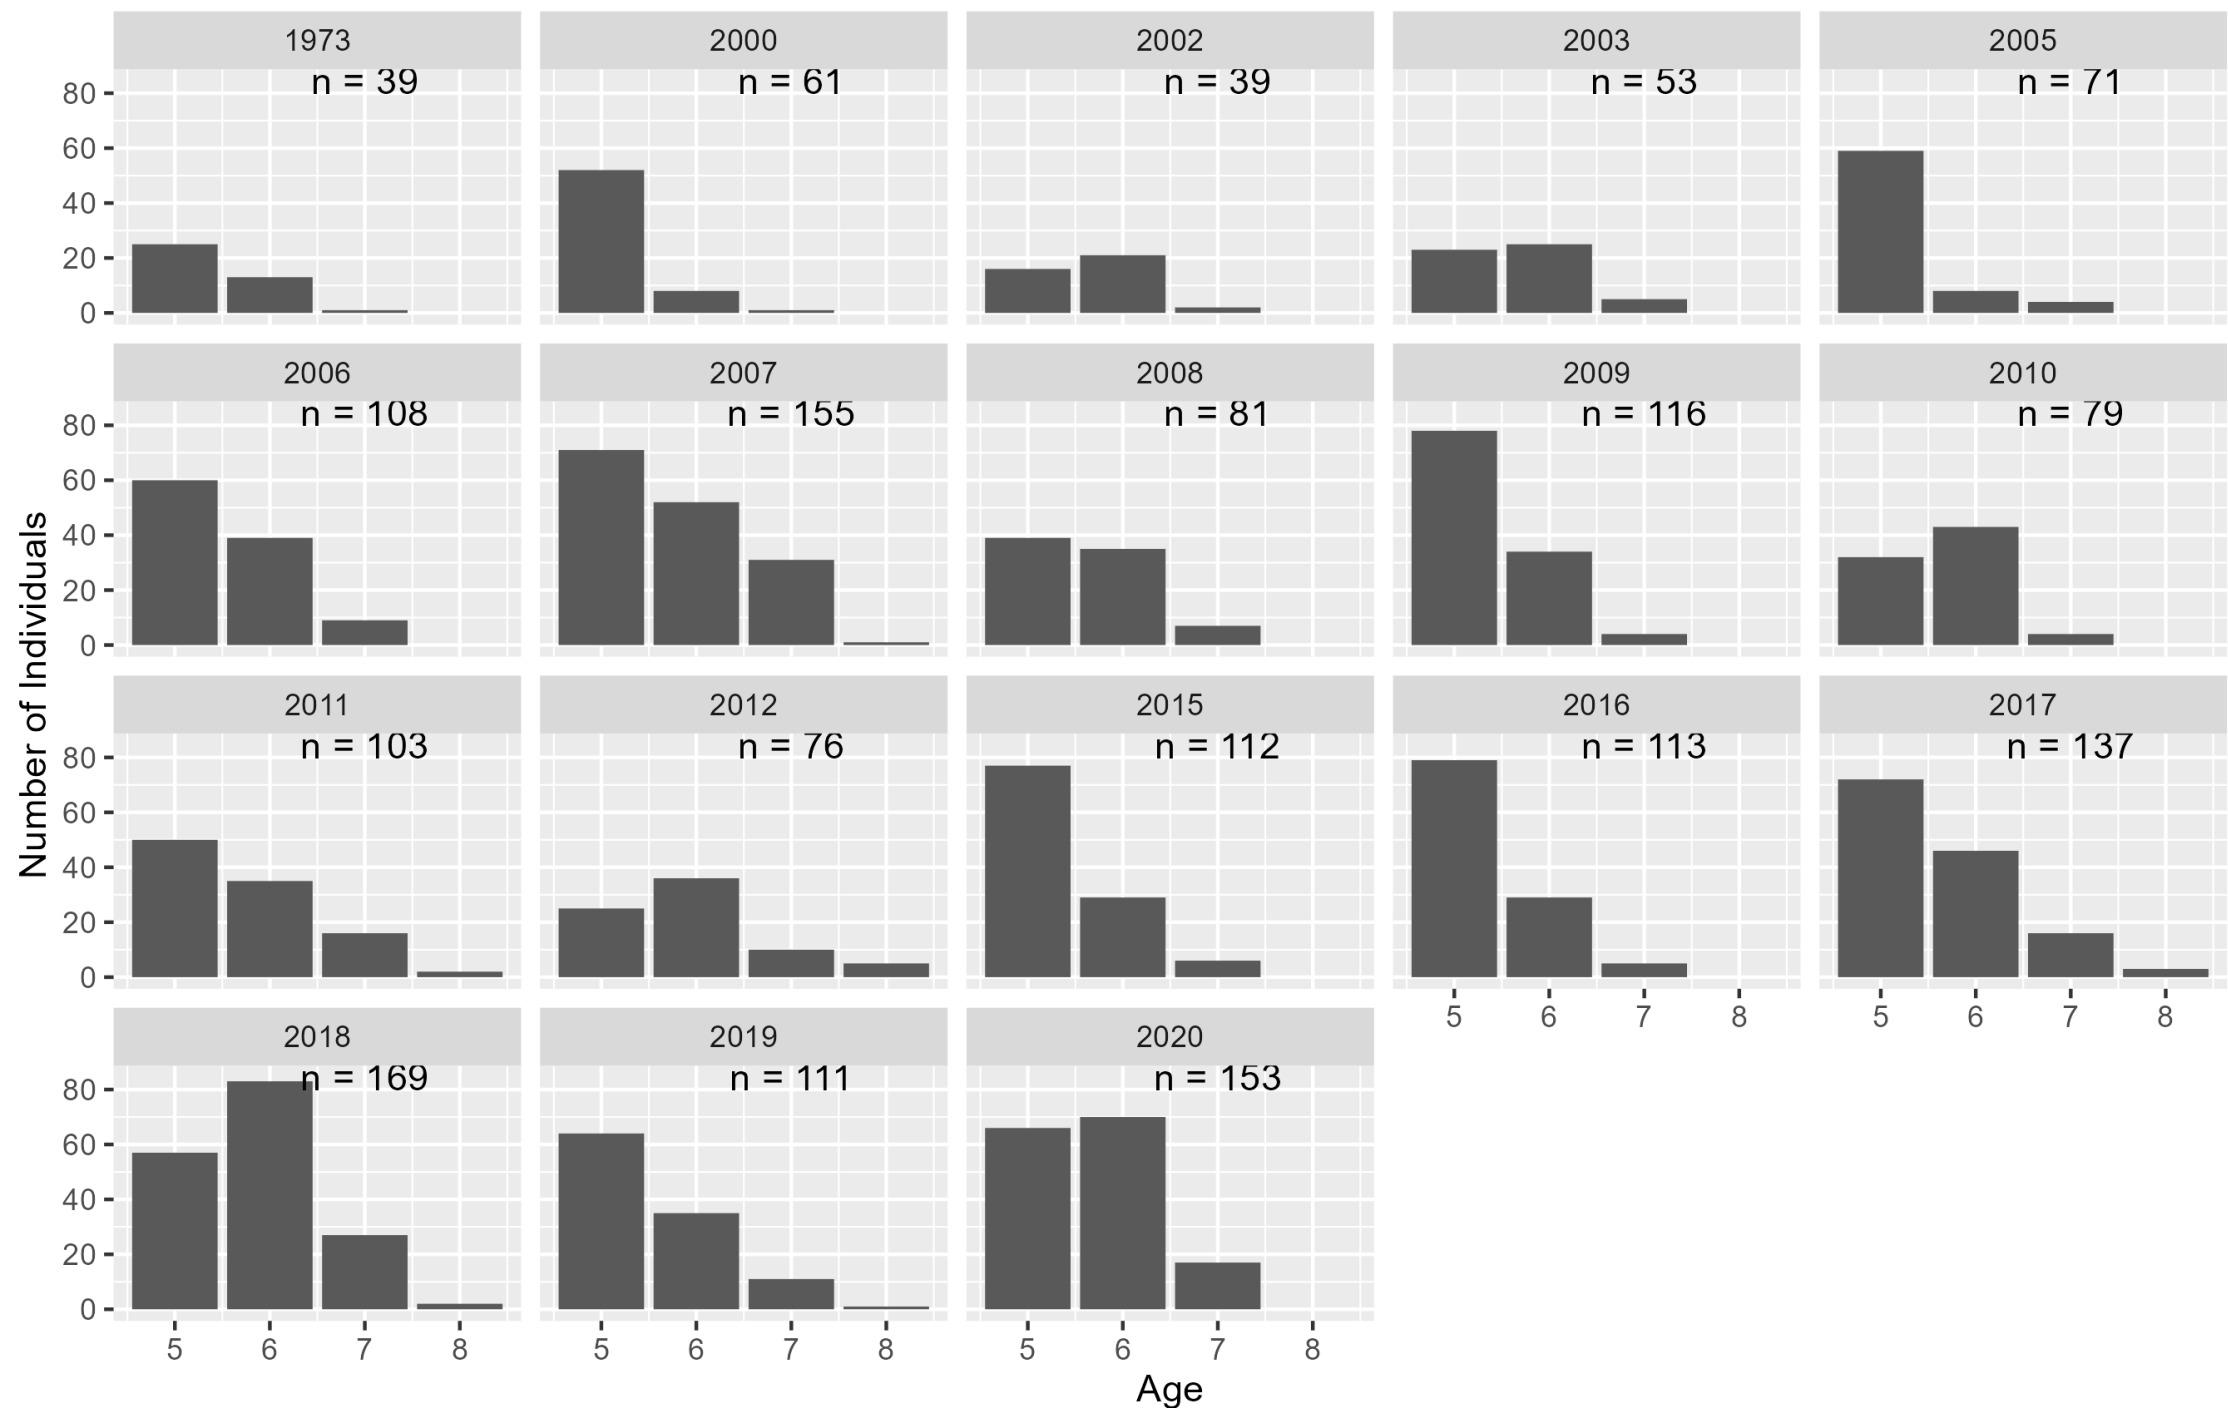 1973 2000 2002 2003 2005
n = 39 n = 61 n = 39 n = 53 n = 71
80
60
40
20
0
2006 2007 2008 2009 2010
n = 108 n = 155 n = 81 n = 116 n = 79
80
60
40
20
0
Number of Individuals
2011 2012 2015 2016 2017
n = 103 n = 76 n = 112 n = 113 n = 137
80
60
40
20
0
5 6 7 8 5 6 7 8
2018 2019 2020
n = 169 n = 111 n = 153
80
60
40
20
0
5 6 7 8 5 6 7 8 5 6 7 8
Age